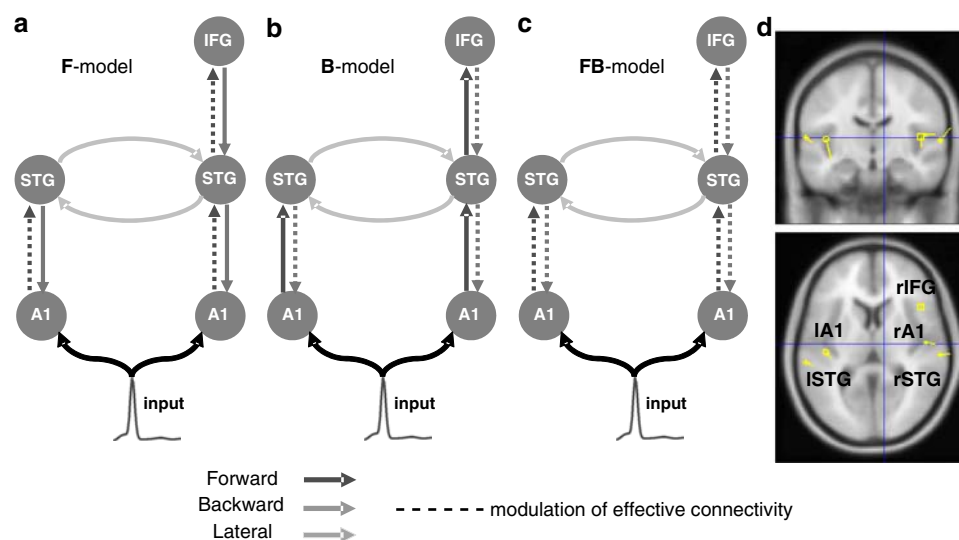 a
F-model
IFG
STG
STG
A1
A1
input
b
B-model
IFG
STG
STG
A1
A1
input
c
FB-model
IFG
STG
STG
A1
A1
input
d
rIFG
lA1
rA1
lSTG
rSTG
Forward
Backward
Lateral
modulation of effective connectivity